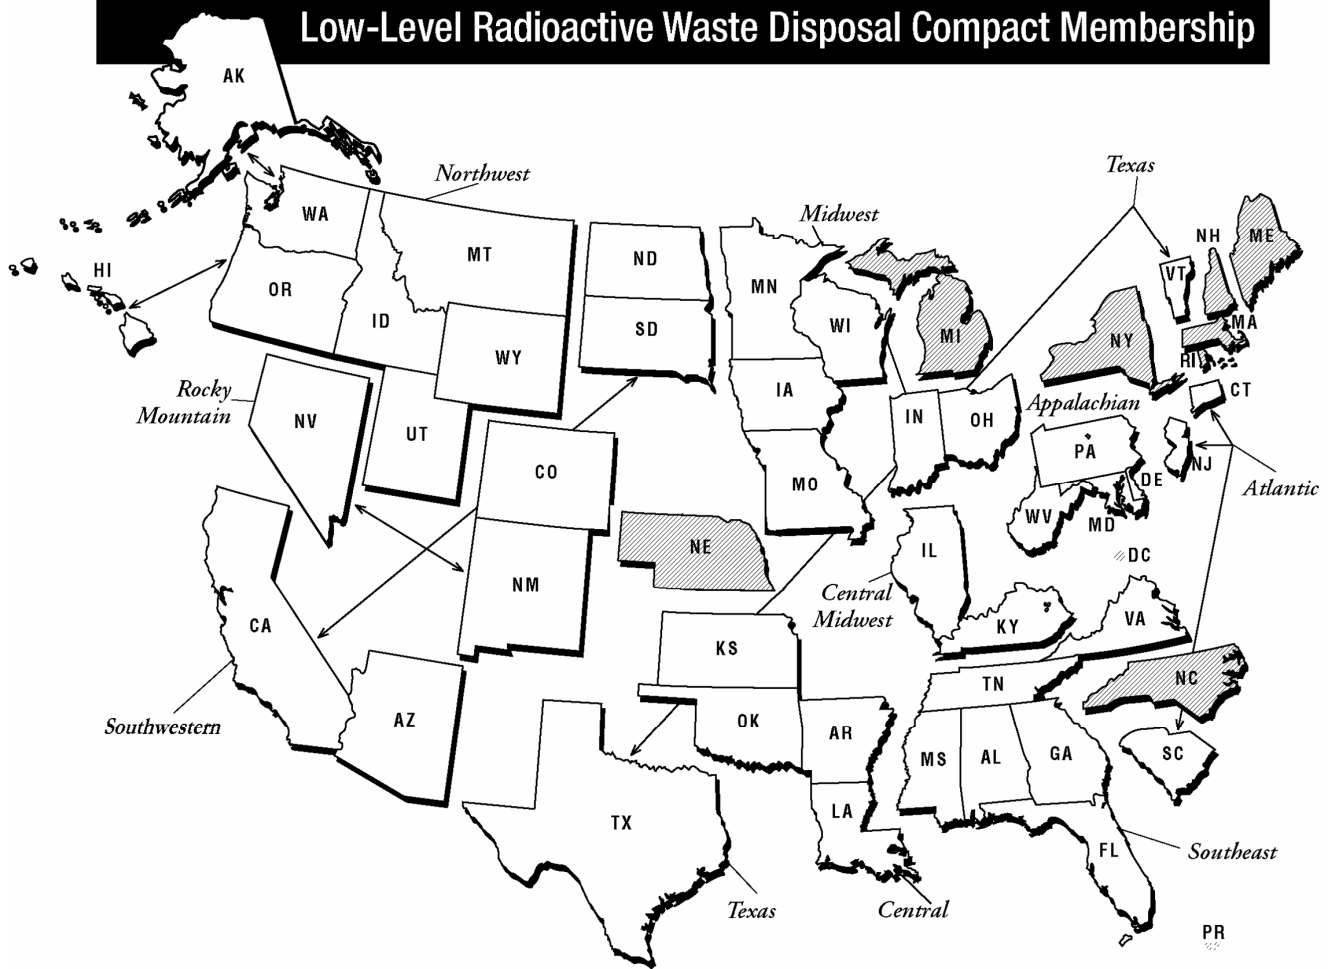 Low-Level Radioactive Waste Disposal Compact Membership
AK
Northwest
Texas
WA
MT
ND
MN
Midwest
VT
NH
ME
HI
OR
ID
WY
SD
WI
MI
NY
MA
RI
CT
Rocky
Mountain
NV
UT
CO
IA
IN
OH
Appalachian
PA
NJ
DE
Atlantic
MO
WV
MD
DC
NE
IL
NM
Central
Midwest
CA
KS
KY
VA
TN
NC
Southwestern
AZ
OK
AR
MS
AL
GA
SC
TX
LA
FL
Southeast
Texas
Central
PR